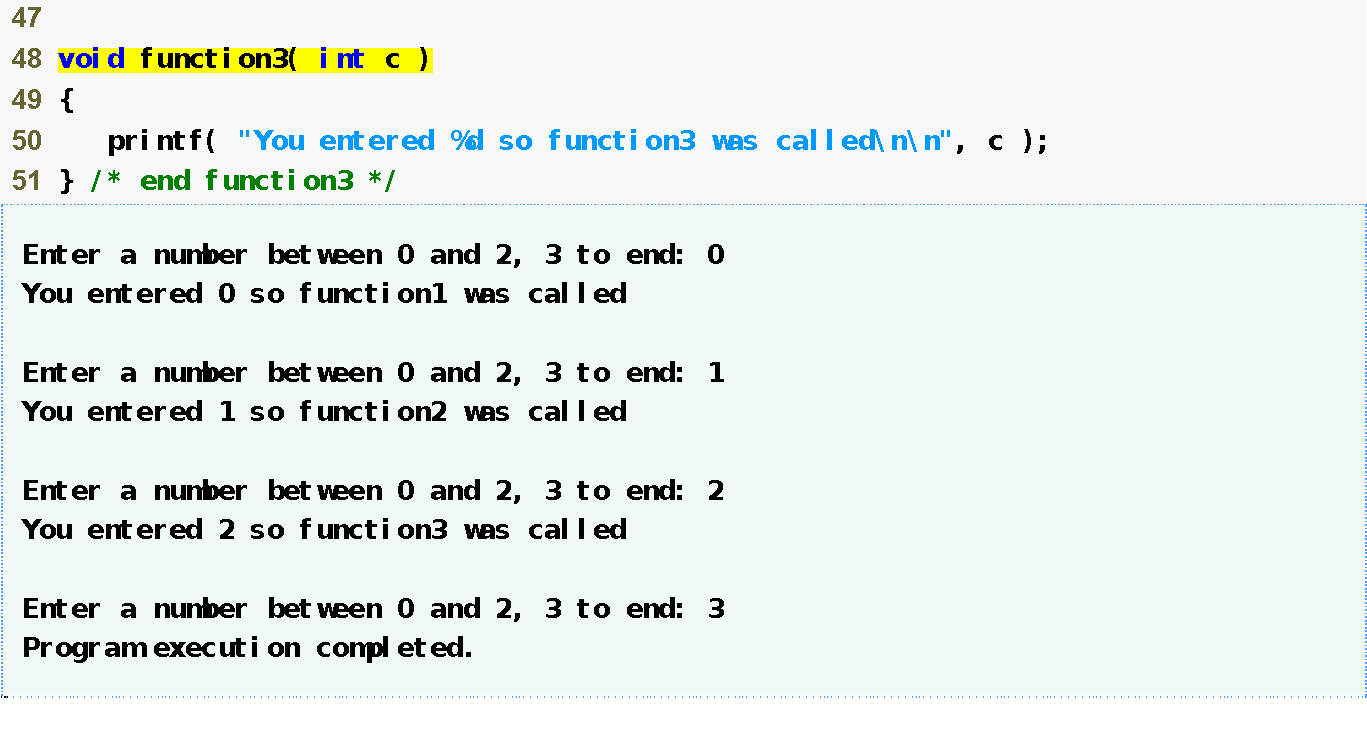 47
48 void function3( int c )
49 {
50 printf( "You entered %d so function3 was called\n\n", c );
51 } /* end function3 */
Enter a number between 0 and 2, 3 to end: 0
You entered 0 so function1 was called
Enter a number between 0 and 2, 3 to end: 1
You entered 1 so function2 was called
Enter a number between 0 and 2, 3 to end: 2
You entered 2 so function3 was called
Enter a number between 0 and 2, 3 to end: 3
Program execution completed.